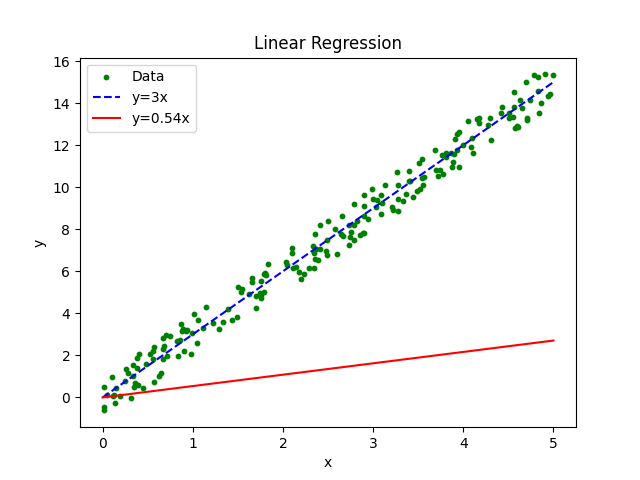 Linear Regression
Data
y=3x
y=0.54x
16
14
12
10
8
6
4
2
0
y
0 1 2 3 4 5
x